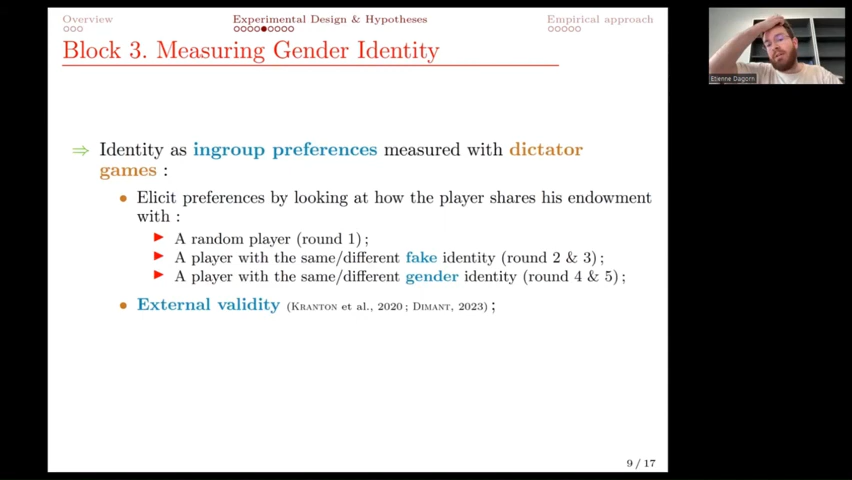 Overview
Experimental Design & Hypotheses
Empirical approach
Block 3. Measuring Gender Identity
⇒ Identity as ingroup preferences measured with dictator
games :
• Elicit preferences by looking at how the player shares his endowment
with :
▶ A random player (round 1) ;
▶ A player with the same/different fake identity (round 2 & 3) ;
▶ A player with the same/different gender identity (round 4 & 5) ;
• External validity (Kranton et al., 2020 ; Dimant, 2023) ;
9 / 17
Etienne Dagorn